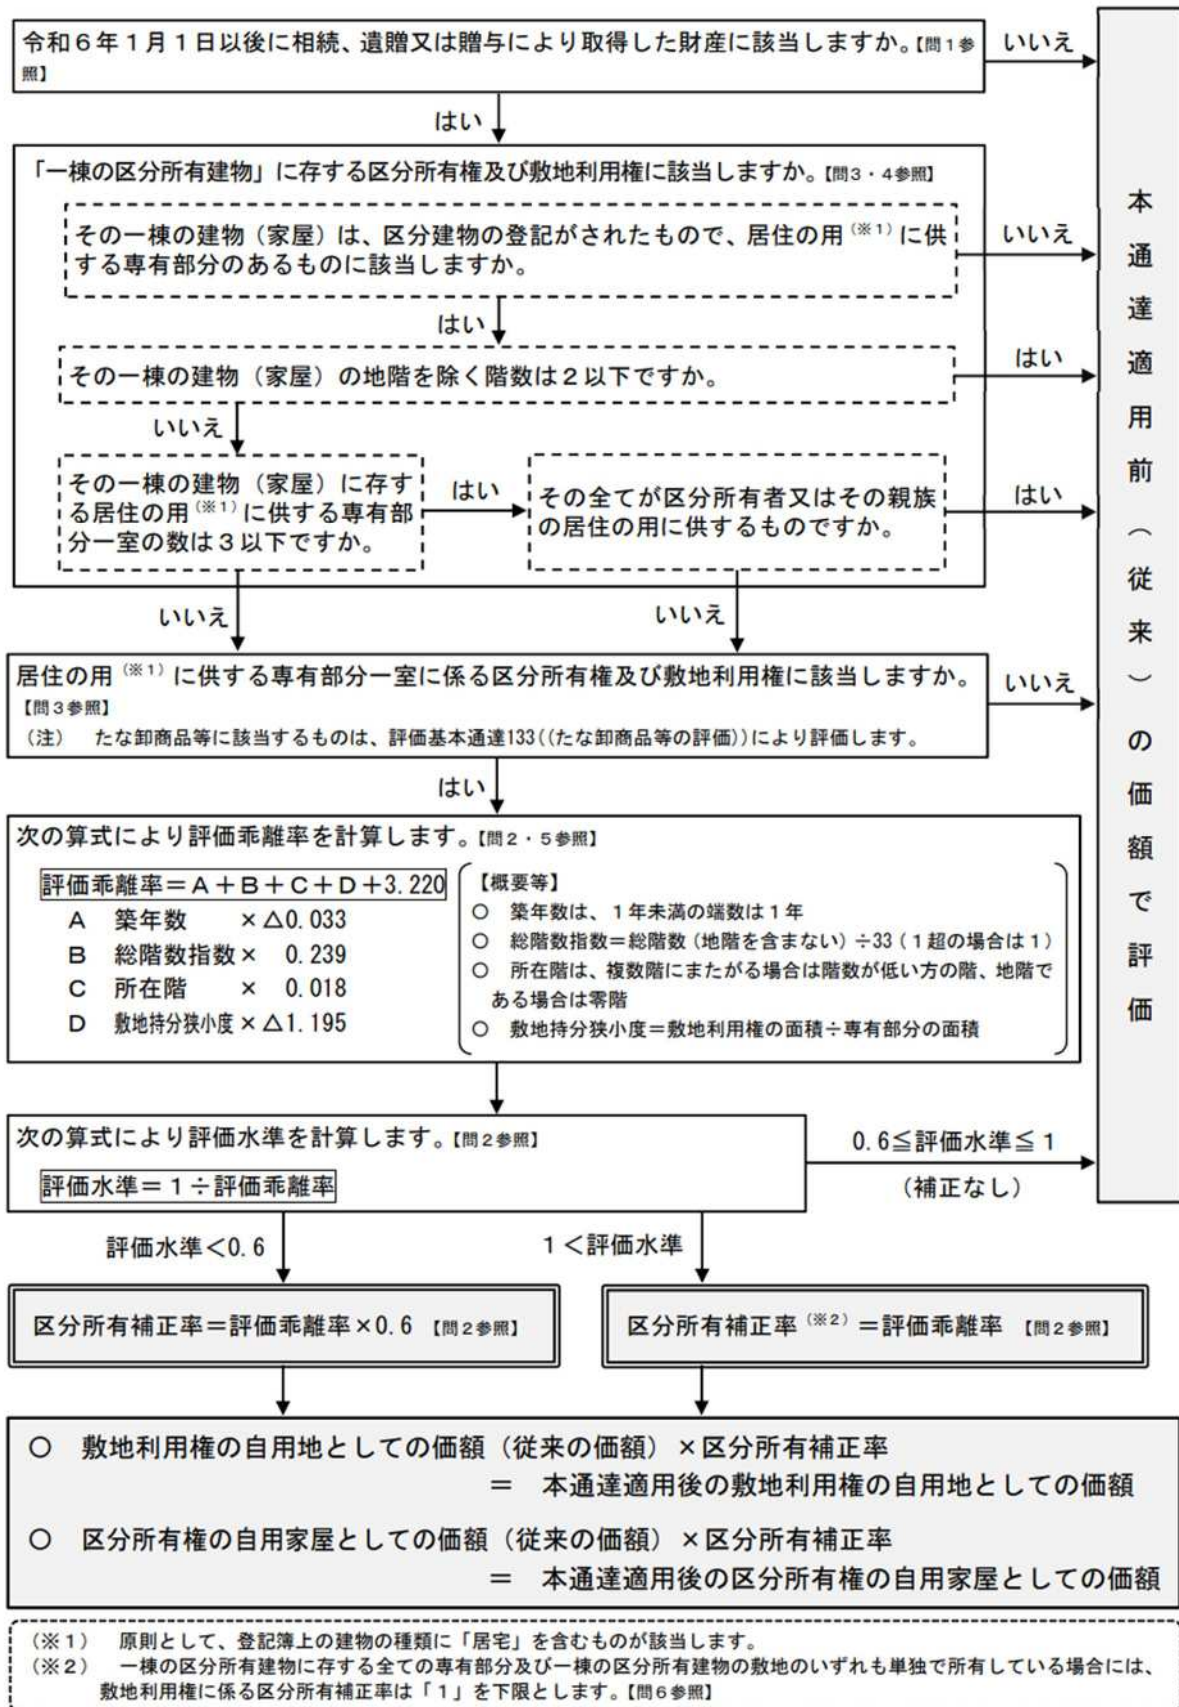 令和６年１月１日以後に相続、遺贈又は贈与により取得した財産に該当しますか。【問１参
照】
いいえ
はい
「一棟の区分所有建物」に存する区分所有権及び敷地利用権に該当しますか。【問３・４参照】
その一棟の建物（家屋）は、区分建物の登記がされたもので、居住の用（※１）に供
する専有部分のあるものに該当しますか。
いいえ
はい
その一棟の建物（家屋）の地階を除く階数は２以下ですか。
はい
いいえ
その一棟の建物（家屋）に存す
る居住の用（※１）に供する専有部
分一室の数は３以下ですか。
はい
その全てが区分所有者又はその親族
の居住の用に供するものですか。
はい
いいえ
いいえ
居住の用（※１）に供する専有部分一室に係る区分所有権及び敷地利用権に該当しますか。
【問３参照】
（注）　たな卸商品等に該当するものは、評価基本通達133((たな卸商品等の評価))により評価します。
いいえ
はい
次の算式により評価乖離率を計算します。【問２・５参照】
評価乖離率＝Ａ＋Ｂ＋Ｃ＋Ｄ＋3.220
Ａ　築年数　　×△0.033
Ｂ　総階数指数×　0.239
Ｃ　所在階　　×　0.018
Ｄ　敷地持分狭小度×△1.195
【概要等】
○　築年数は、１年未満の端数は１年
○　総階数指数＝総階数（地階を含まない）÷33（１超の場合は１）
○　所在階は、複数階にまたがる場合は階数が低い方の階、地階で
ある場合は零階
○　敷地持分狭小度＝敷地利用権の面積÷専有部分の面積
次の算式により評価水準を計算します。【問２参照】
評価水準＝１÷評価乖離率
0.6≦評価水準≦１
（補正なし）
評価水準＜0.6
１＜評価水準
区分所有補正率＝評価乖離率×0.6　【問２参照】
区分所有補正率（※２）＝評価乖離率　【問２参照】
○　敷地利用権の自用地としての価額（従来の価額）×区分所有補正率
＝　本通達適用後の敷地利用権の自用地としての価額
○　区分所有権の自用家屋としての価額（従来の価額）×区分所有補正率
＝　本通達適用後の区分所有権の自用家屋としての価額
（※１）　原則として、登記簿上の建物の種類に「居宅」を含むものが該当します。
（※２）　一棟の区分所有建物に存する全ての専有部分及び一棟の区分所有建物の敷地のいずれも単独で所有している場合には、
敷地利用権に係る区分所有補正率は「１」を下限とします。【問６参照】
本通達適用前（従来）の価額で評価